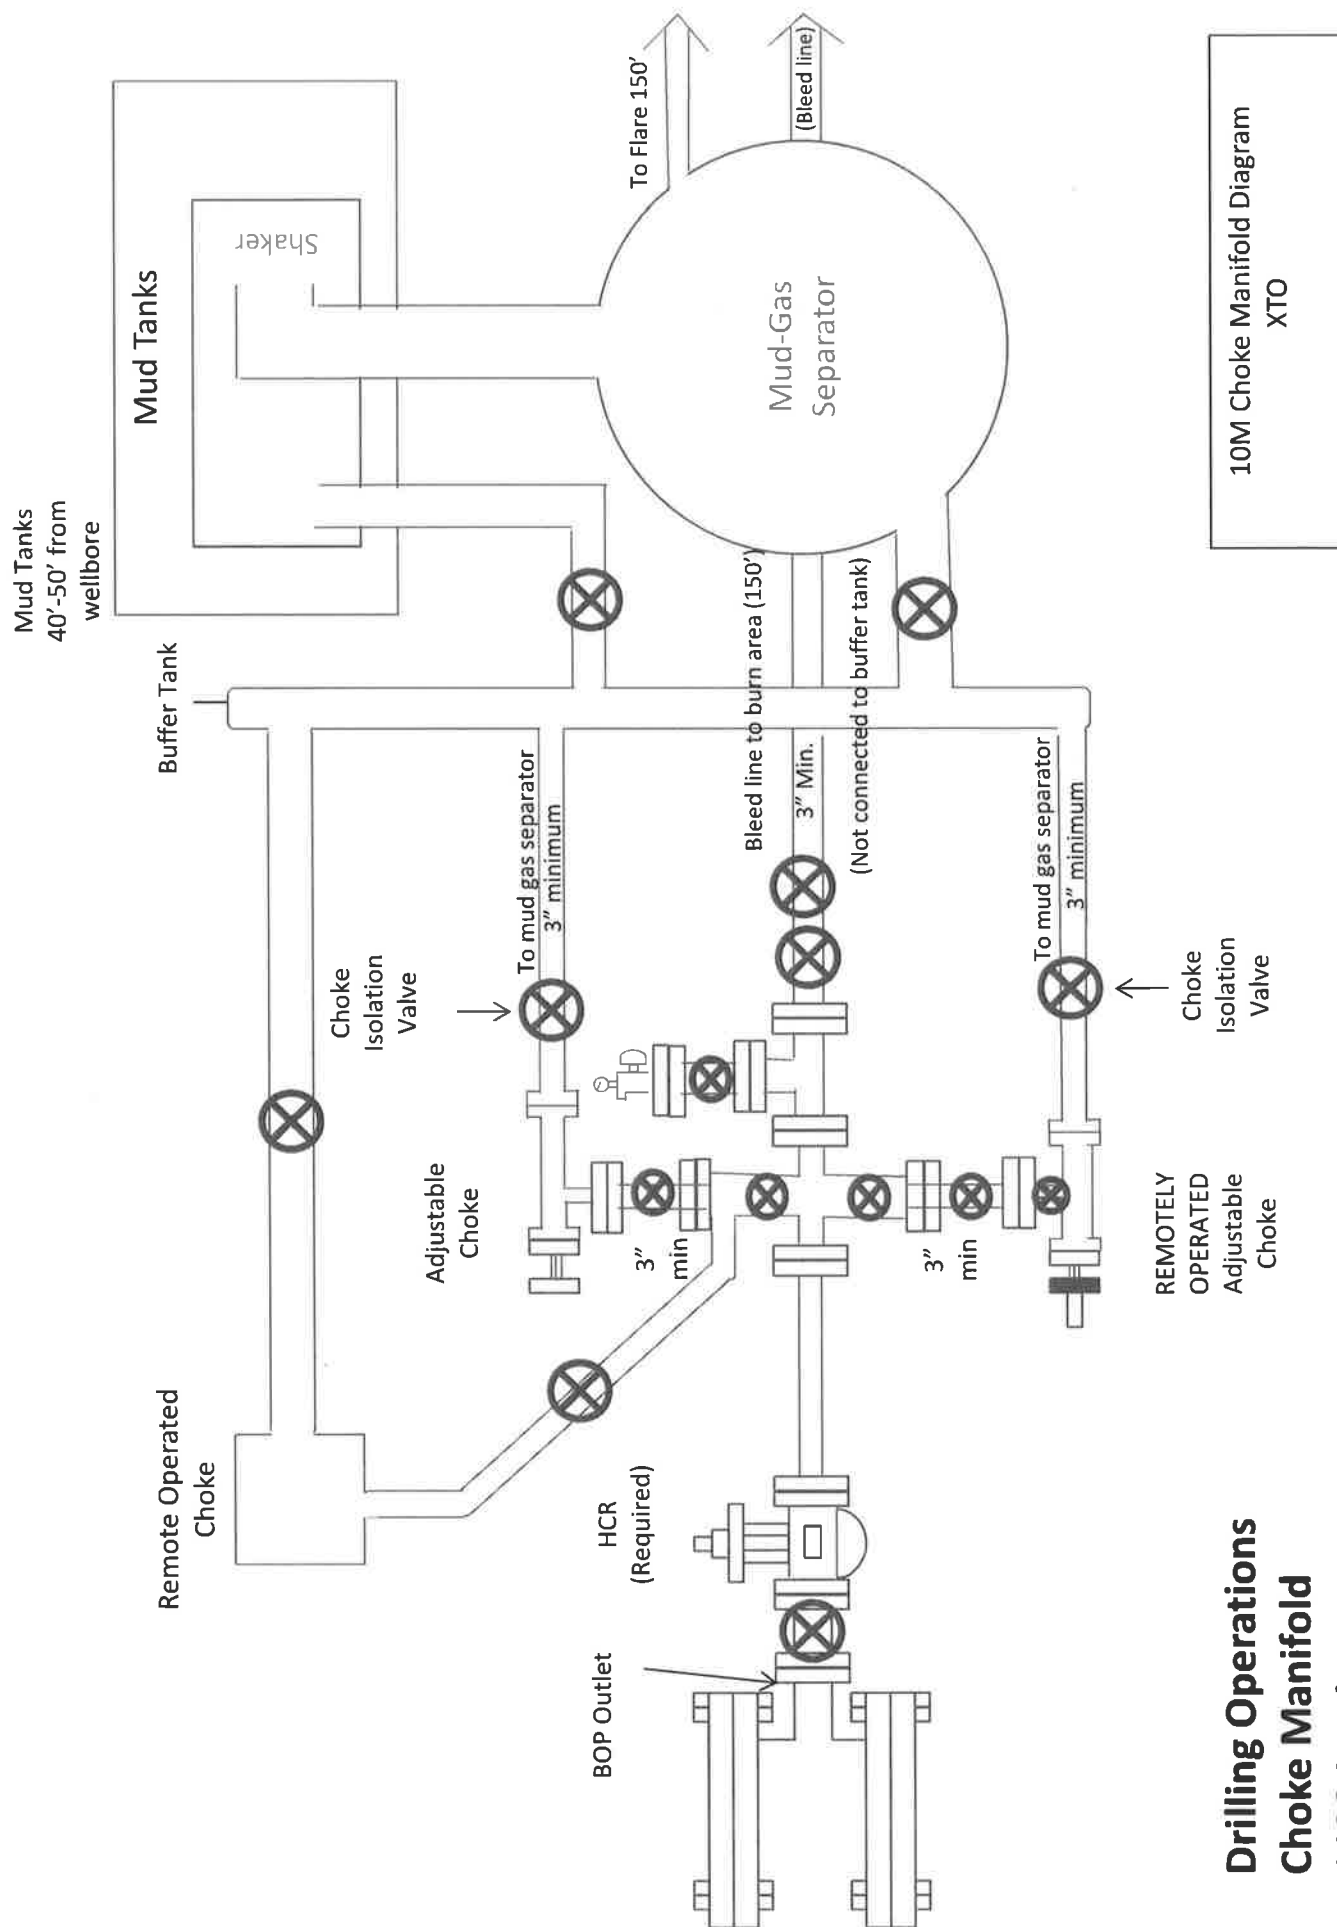 Mud Tanks
40'-50' from
wellbore
Mud Tanks
Shaker
Buffer Tank
To Flare 150'
(Bleed line)
Mud-Gas
Separator
Remote Operated
Choke
Adjustable
Choke
Choke
Isolation
Valve
To mud gas separator
3" minimum
Bleed line to burn area (150')
3" Min.
(Not connected to buffer tank)
To mud gas separator
3" minimum
HCR
(Required)
BOP Outlet
3"
min
3"
min
REMOTELY
OPERATED
Adjustable
Choke
Choke
Isolation
Valve
Drilling Operations
Choke Manifold
10M Choke Manifold Diagram
XTO